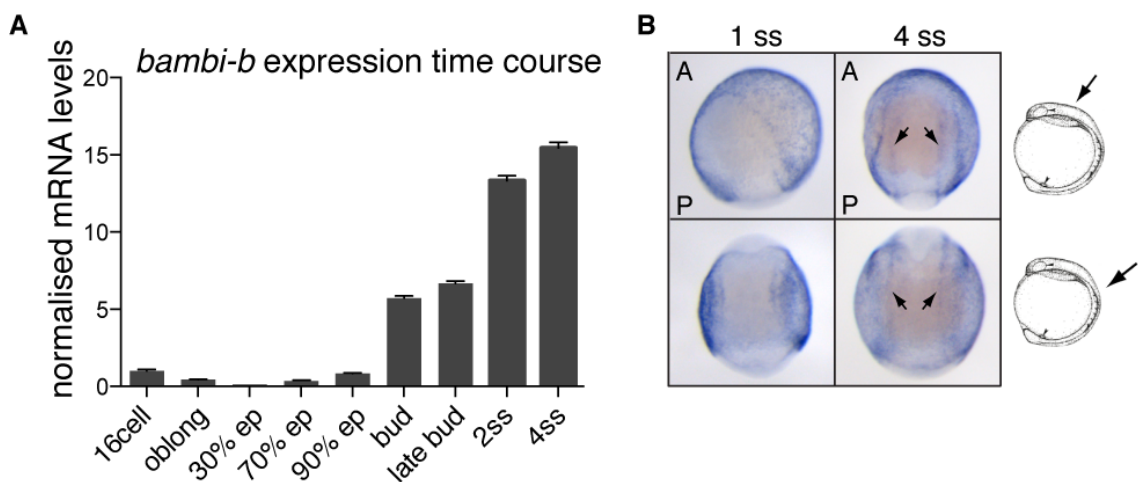 A
bambi-b expression time course
normalised mRNA levels
20
15
10
5
0
16cell
oblong
30% ep
70% ep
90% ep
bud
late bud
2ss
4ss
B
1 ss
4 ss
A
A
P
P